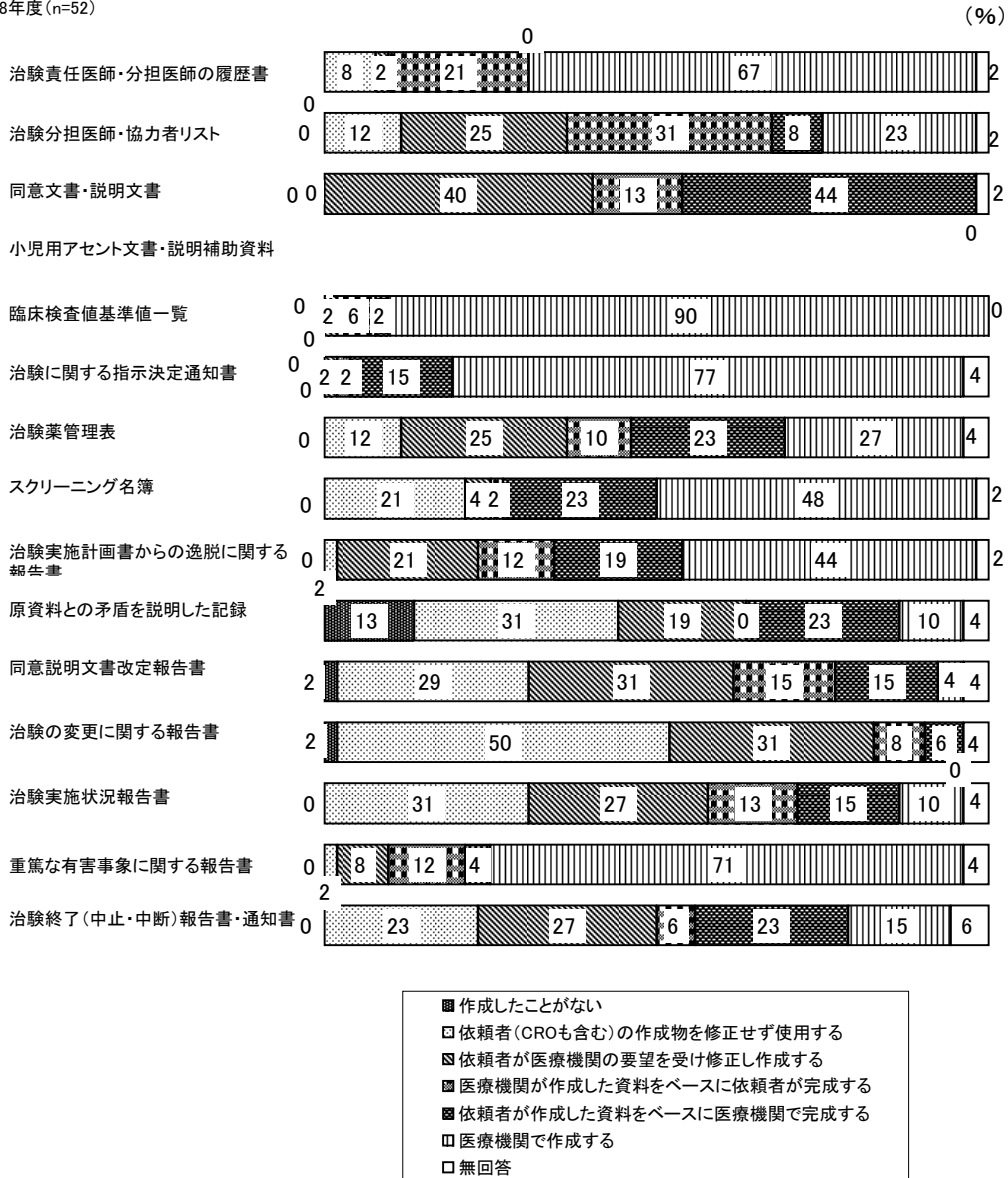 8年度(n=52)
(%)
0
治験責任医師・分担医師の履歴書 8 2 21 67 2
0
治験分担医師・協力者リスト 0 12 25 31 8 23 2
同意文書・説明文書 0 0 40 13 44 2
0
小児用アセント文書・説明補助資料
臨床検査値基準値一覧 0 2 6 2 90 0
0
治験に関する指示決定通知書 0 0 2 2 15 77 4
治験薬管理表 0 12 25 10 23 27 4
スクリーニング名簿 0 21 4 2 23 48 2
治験実施計画書からの逸脱に関する 0 21 12 19 44 2
報告書
2
原資料との矛盾を説明した記録 13 31 19 0 23 10 4
同意説明文書改定報告書 2 29 31 15 15 4 4
治験の変更に関する報告書 2 50 31 8 6 4
0
治験実施状況報告書 0 31 27 13 15 10 4
重篤な有害事象に関する報告書 0 8 12 4 71 4
2
治験終了(中止・中断)報告書・通知書 0 23 27 6 23 15 6
作成したことがない
依頼者(CROも含む)の作成物を修正せず使用する
依頼者が医療機関の要望を受け修正し作成する
医療機関が作成した資料をベースに依頼者が完成する
依頼者が作成した資料をベースに医療機関で完成する
医療機関で作成する
無回答